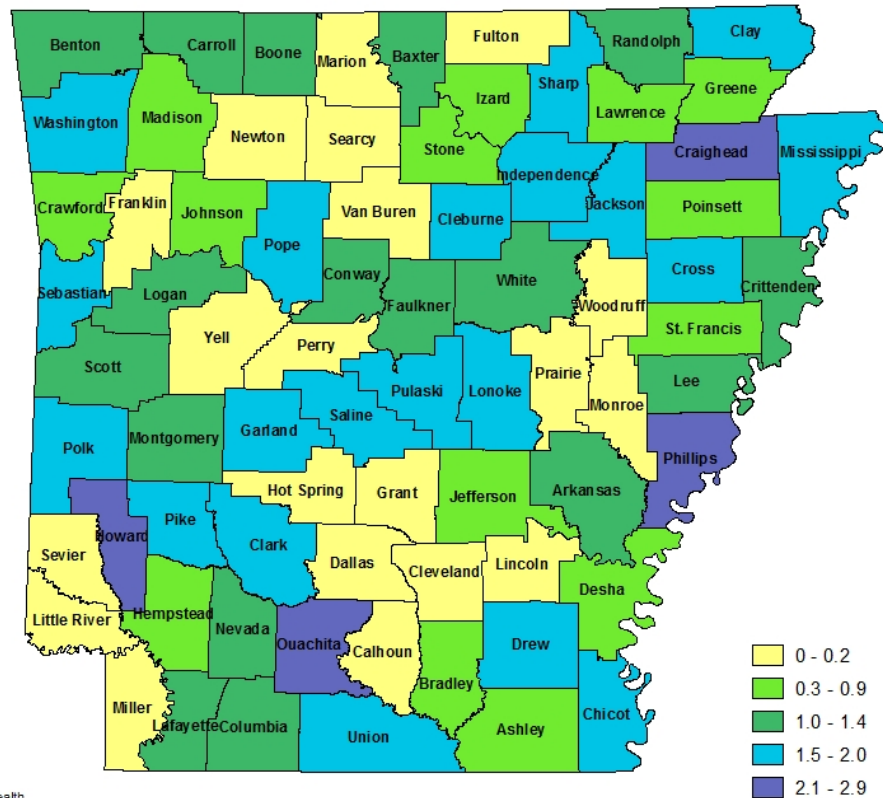 Benton
Carroll
Boone
Marion
Baxter
Fulton
Randolph
Clay
Sharp
Izard
Lawrence
Greene
Washington
Madison
Newton
Searcy
Stone
Independence
Jackson
Craighead
Mississippi
Crawford
Franklin
Johnson
Pope
Van Buren
Cleburne
Poinsett
Sebastian
Logan
Conway
Faulkner
White
Woodruff
Cross
Crittenden
Scott
Yell
Perry
Pulaski
Lonoke
Prairie
Monroe
St. Francis
Lee
Polk
Montgomery
Garland
Saline
Hot Spring
Grant
Jefferson
Arkansas
Phillips
Sevier
Howard
Pike
Clark
Dallas
Cleveland
Lincoln
Desha
Little River
Hempstead
Nevada
Ouachita
Calhoun
Bradley
Drew
Miller
Lafayette
Columbia
Union
Ashley
Chicot
0 - 0.2
0.3 - 0.9
1.0 - 1.4
1.5 - 2.0
2.1 - 2.9